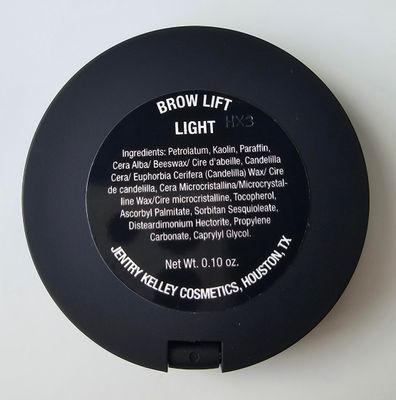 BROW LIFT
LIGHT HX3
Ingredients: Petrolatum, Kaolin, Paraffin,
Cera Alba/ Beeswax/ Cire d'abeille, Candelilla
Cera/ Euphorbia Cerifera (Candelilla) Wax/ Cire
de candelilla, Cera Microcristallina/Microcrystal-
line Wax/Cire microcristalline, Tocopherol,
Ascorbyl Palmitate, Sorbitan Sesquioleate,
Disteardimonium Hectorite, Propylene
Carbonate, Caprylyl Glycol.
Net Wt. 0.10 oz.
JENTRY KELLEY COSMETICS, HOUSTON, TX